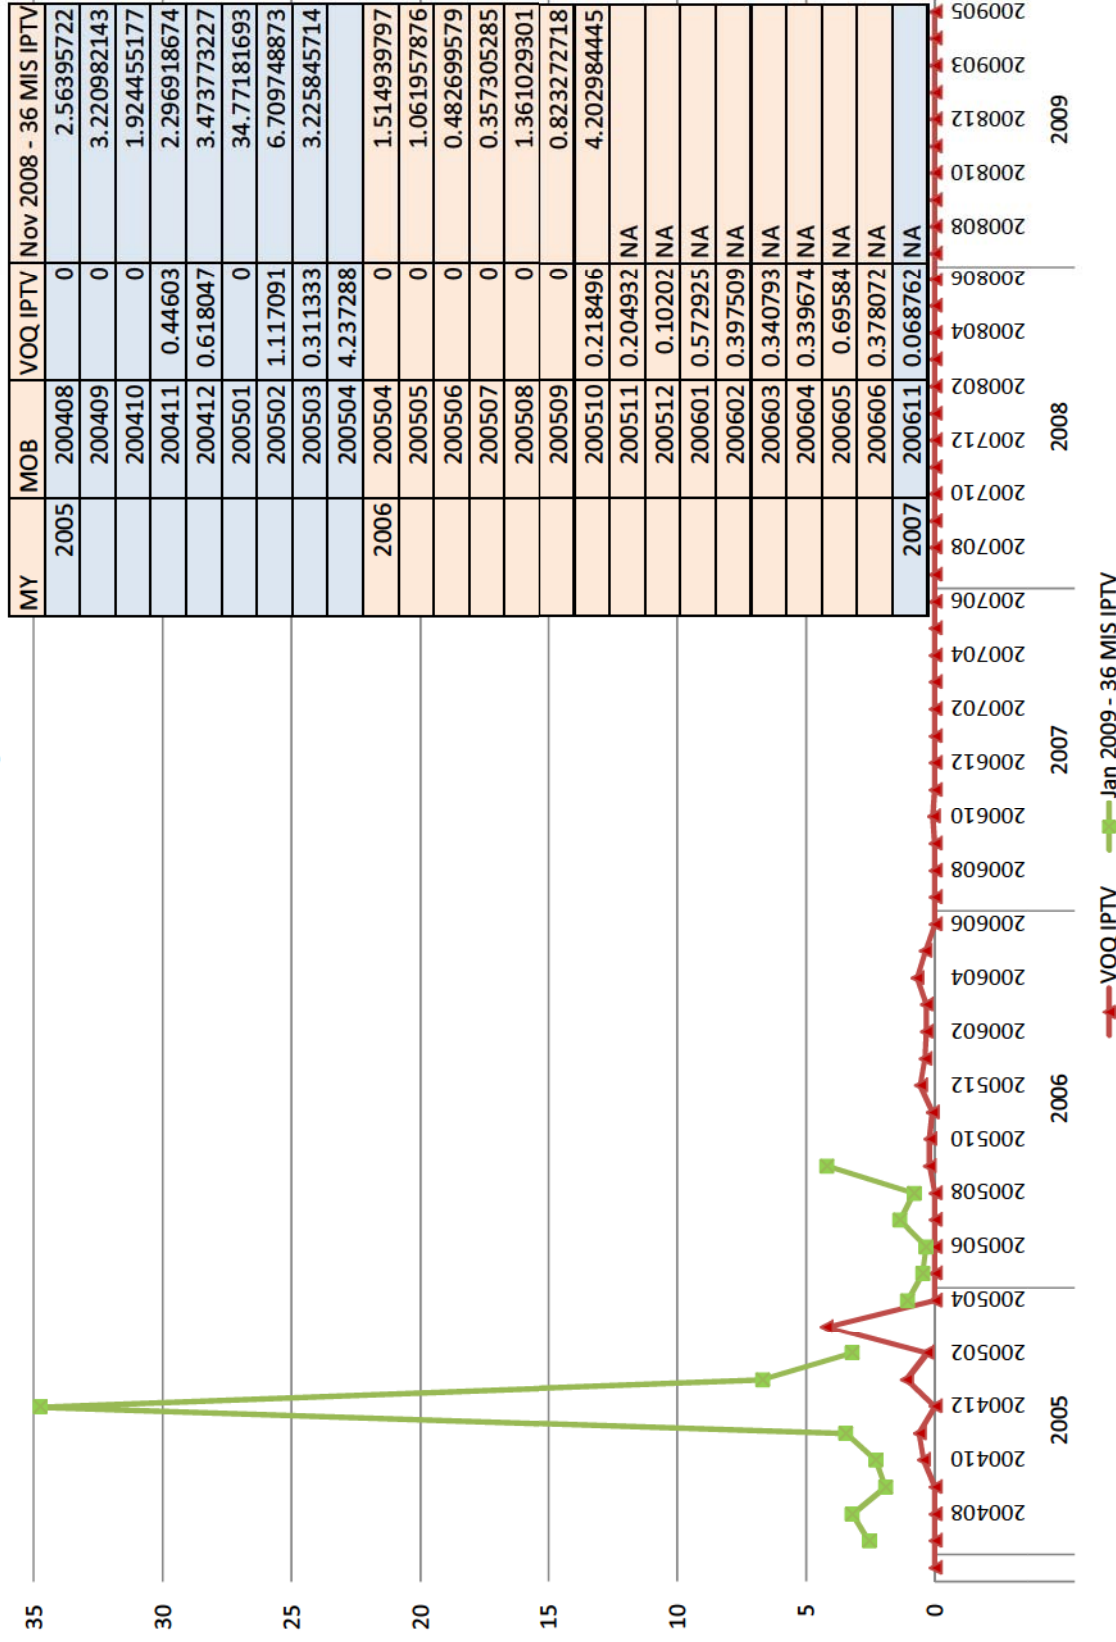 MY MOB VOQ IPTV Nov 2008 - 36 MIS IPTV
2005 200408 0 2.56395722
200409 0 3.220982143
200410 0 1.924455177
200411 0.44603 2.296918674
200412 0.618047 3.473773227
200501 0 34.77181693
200502 1.117091 6.709748873
200503 0.311333 3.225845714
200504 4.237288
2006 200504 0 1.514939797
200505 0 1.061957876
200506 0 0.482699579
200507 0 0.357305285
200508 0 1.361029301
200509 0 0.823272718
200510 0.218496 4.202984445
200511 0.204932 NA
200512 0.10202 NA
200601 0.572925 NA
200602 0.397509 NA
200603 0.340793 NA
200604 0.339674 NA
200605 0.69584 NA
200606 0.378072 NA
2007 200611 0.068762 NA
35
30
25
20
15
10
5
0
200408 200410 200412 200502 200504 200506 200508 200510 200512 200602 200604 200606 200608 200610 200612 200702 200704 200706 200708 200710 200712 200802 200804 200806 200808 200810 200812 200903 200905
2005 2006 2007 2008 2009
VOQ IPTV Jan 2009 - 36 MIS IPTV